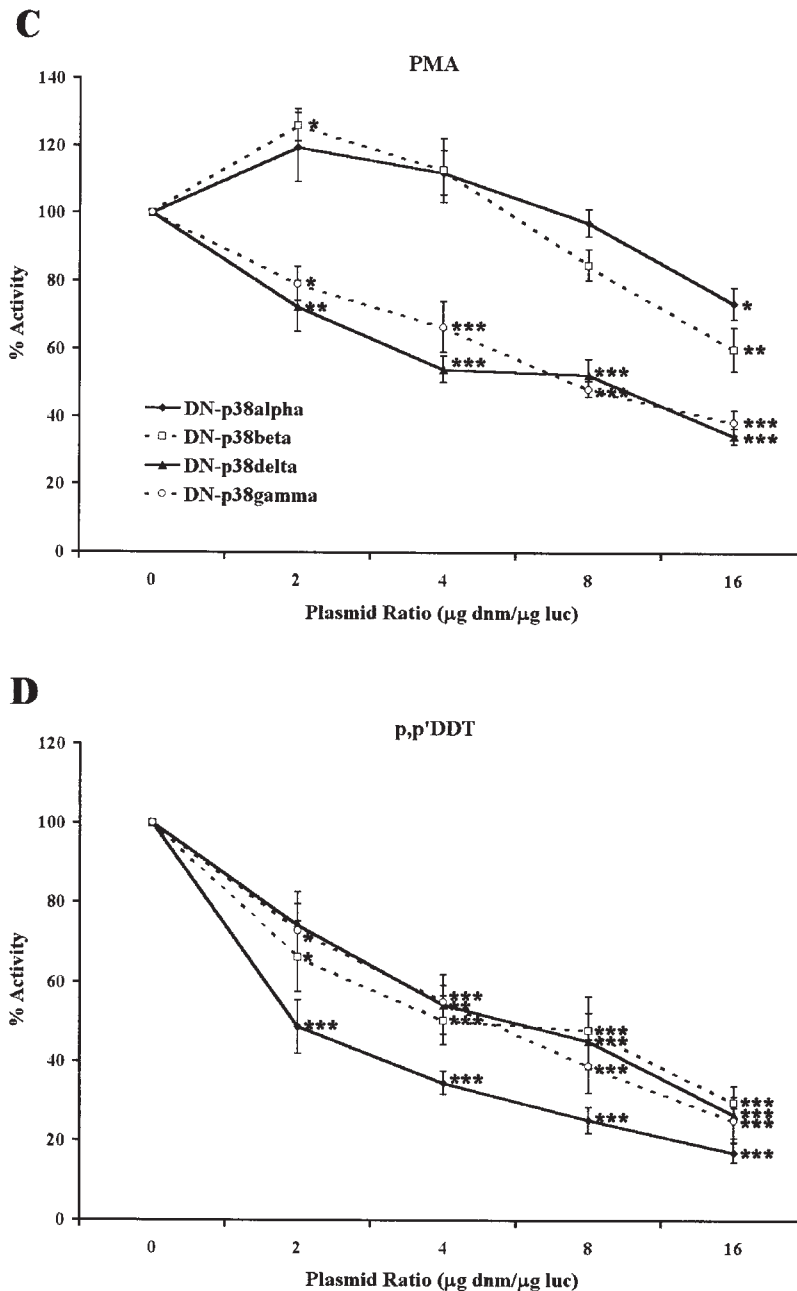 C
PMA
140
120
100
80
60
40
20
0
% Activity
*
*
**
***
***
***
***
*
**
***
***
DN-p38alpha
DN-p38beta
DN-p38delta
DN-p38gamma
0 2 4 8 16
Plasmid Ratio (µg dnm/µg luc)
D
p,p'DDT
120
100
80
60
40
20
0
% Activity
*
*
***
***
**
***
***
***
***
***
***
***
***
***
***
0 2 4 8 16
Plasmid Ratio (µg dnm/µg luc)